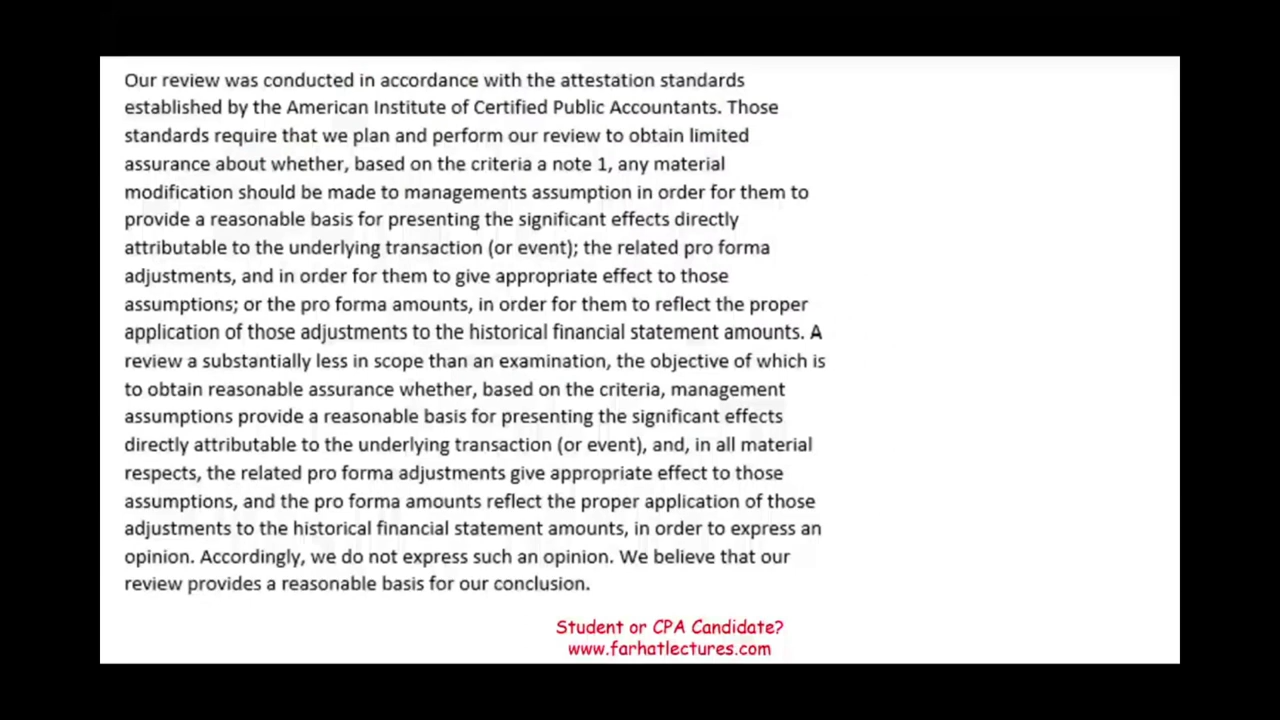 Our review was conducted in accordance with the attestation standards
established by the American Institute of Certified Public Accountants. Those
standards require that we plan and perform our review to obtain limited
assurance about whether, based on the criteria a note 1, any material
modification should be made to managements assumption in order for them to
provide a reasonable basis for presenting the significant effects directly
attributable to the underlying transaction (or event); the related pro forma
adjustments, and in order for them to give appropriate effect to those
assumptions; or the pro forma amounts, in order for them to reflect the proper
application of those adjustments to the historical financial statement amounts. A
review a substantially less in scope than an examination, the objective of which is
to obtain reasonable assurance whether, based on the criteria, management
assumptions provide a reasonable basis for presenting the significant effects
directly attributable to the underlying transaction (or event), and, in all material
respects, the related pro forma adjustments give appropriate effect to those
assumptions, and the pro forma amounts reflect the proper application of those
adjustments to the historical financial statement amounts, in order to express an
opinion. Accordingly, we do not express such an opinion. We believe that our
review provides a reasonable basis for our conclusion.
Student or CPA Candidate?
www.farhatlectures.com